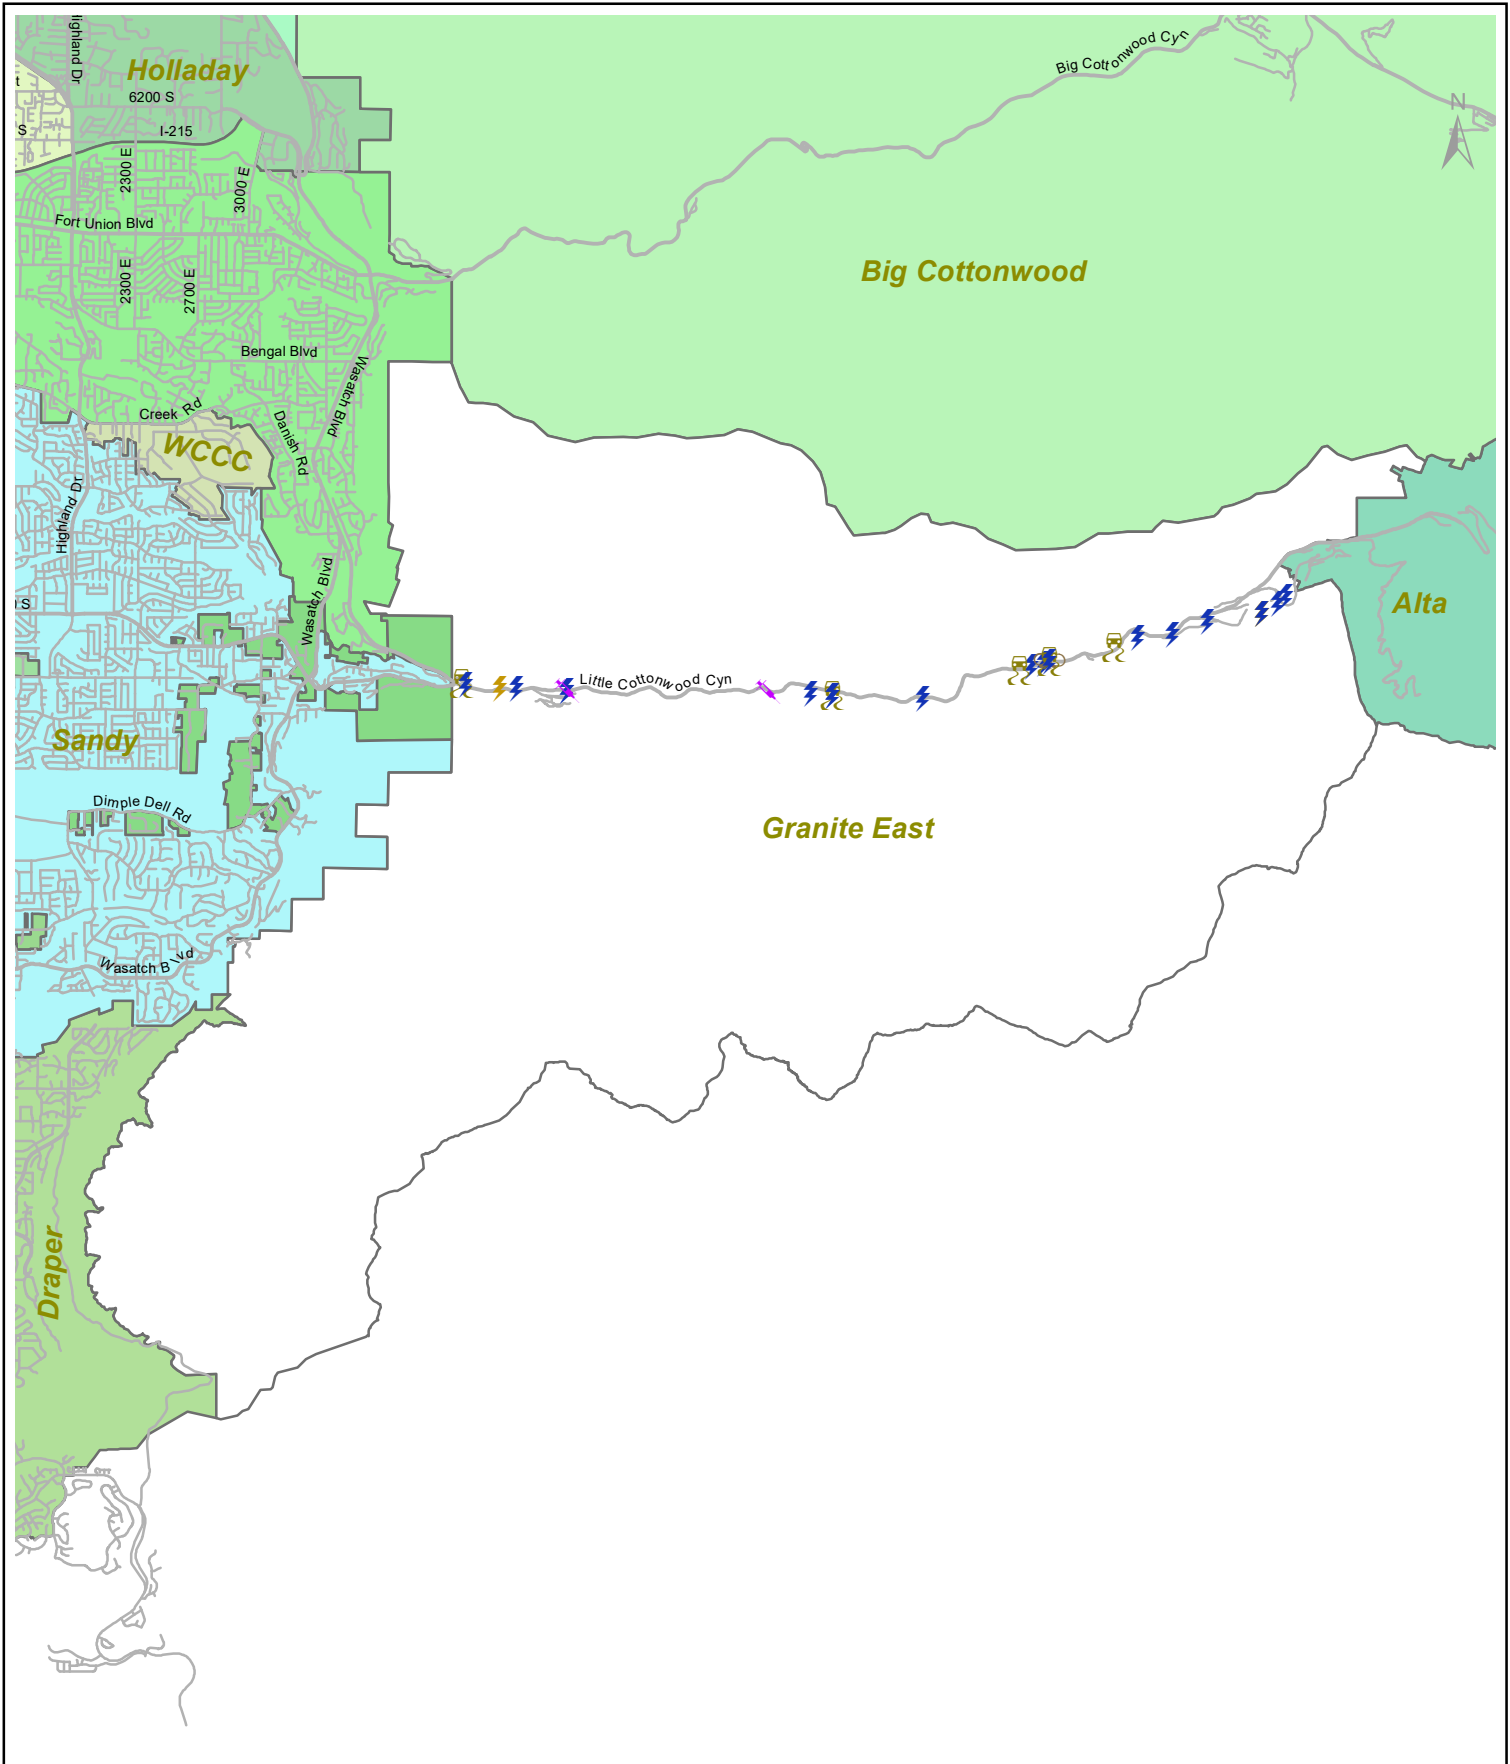 Highland Dr
Holladay
Big Cottonwood Cyn
t
6200 S
N
S
I-215
2300 E
3000 E
Fort Union Blvd
2300 E
2700 E
Big Cottonwood
Bengal Blvd
Wasatch Blvd
Creek Rd
Danish Rd
WCCC
Highland Dr
Wasatch Blvd
S
Alta
Little Cottonwood Cyn
Sandy
Dimple Dell Rd
Granite East
Wasatch Blvd
Draper